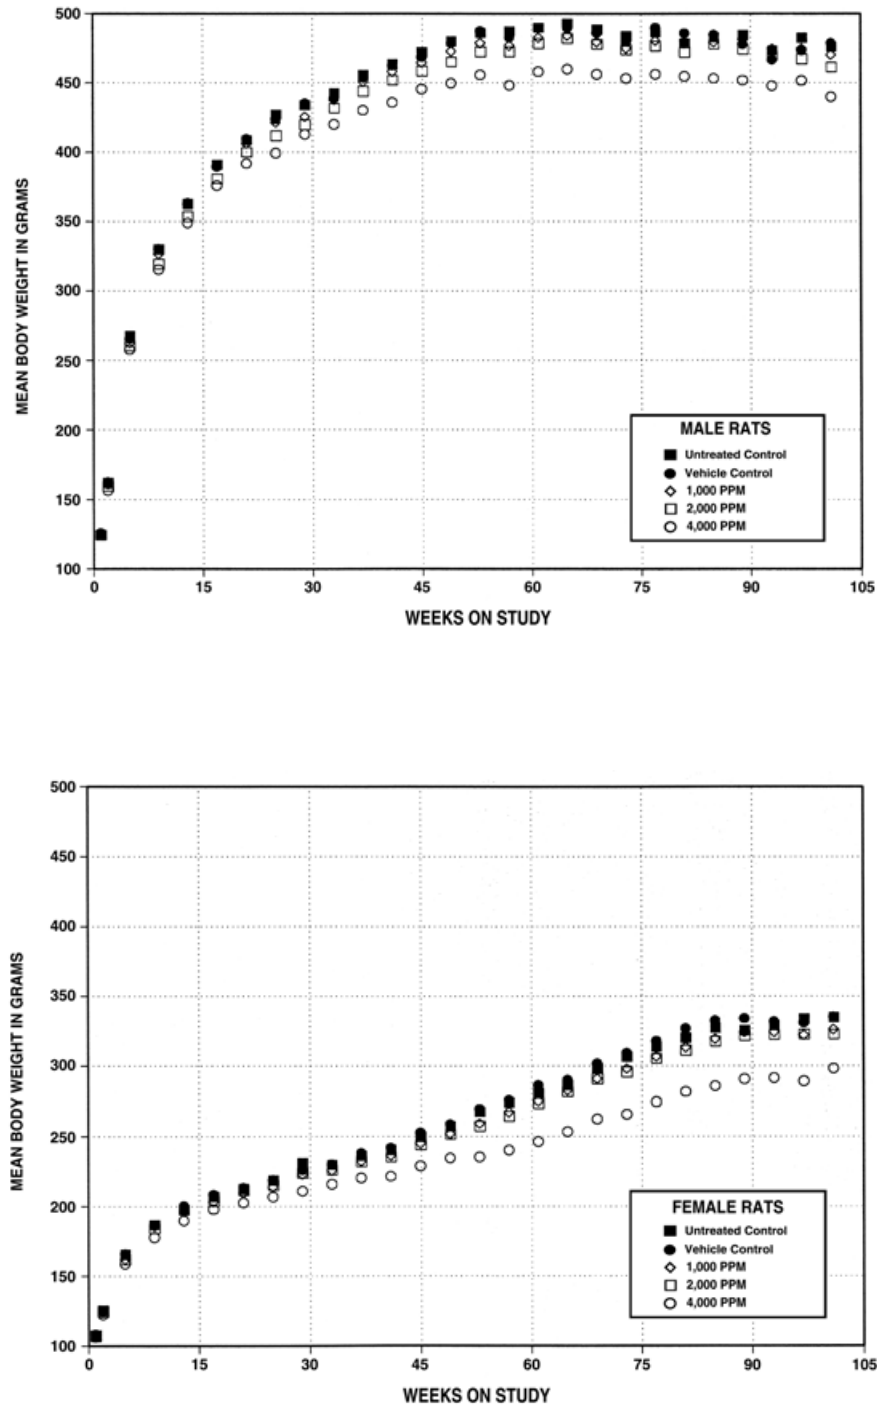 500
450
400
350
300
250
200
150
100
MEAN BODY WEIGHT IN GRAMS
MALE RATS
Untreated Control
Vehicle Control
1,000 PPM
2,000 PPM
4,000 PPM
0 15 30 45 60 75 90 105
WEEKS ON STUDY
500
450
400
350
300
250
200
150
100
MEAN BODY WEIGHT IN GRAMS
FEMALE RATS
Untreated Control
Vehicle Control
1,000 PPM
2,000 PPM
4,000 PPM
0 15 30 45 60 75 90 105
WEEKS ON STUDY